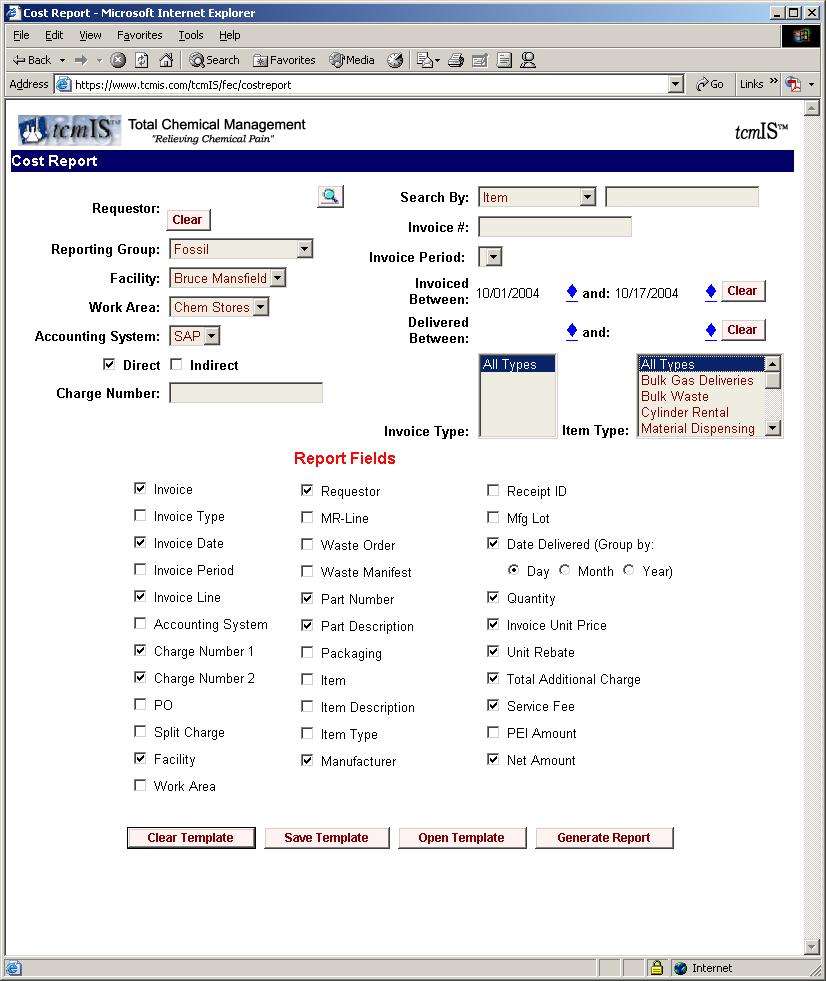 Cost Report - Microsoft Internet Explorer
File Edit View Favorites Tools Help
Back Search Favorites Media
Address https://www.tcmis.com/tcmIS/fec/costreport Go Links »
tcmIS™ Total Chemical Management
"Relieving Chemical Pain"
tcmIS™
Cost Report
Requestor:
Clear
Search By: Item
Invoice #:
Reporting Group: Fossil
Invoice Period:
Facility: Bruce Mansfield
Invoiced Between: 10/01/2004 and: 10/17/2004 Clear
Work Area: Chem Stores
Delivered Between: and: Clear
Accounting System: SAP
Direct Indirect
Charge Number:
Invoice Type: All Types
Item Type: All Types
Bulk Gas Deliveries
Bulk Waste
Cylinder Rental
Material Dispensing
Report Fields
Invoice Requestor Receipt ID
Invoice Type MR-Line Mfg Lot
Invoice Date Waste Order Date Delivered (Group by:
Invoice Period Waste Manifest Day Month Year)
Invoice Line Part Number Quantity
Accounting System Part Description Invoice Unit Price
Charge Number 1 Packaging Unit Rebate
Charge Number 2 Item Total Additional Charge
PO Item Description Service Fee
Split Charge Item Type PEI Amount
Facility Manufacturer Net Amount
Work Area
Clear Template Save Template Open Template Generate Report
Internet